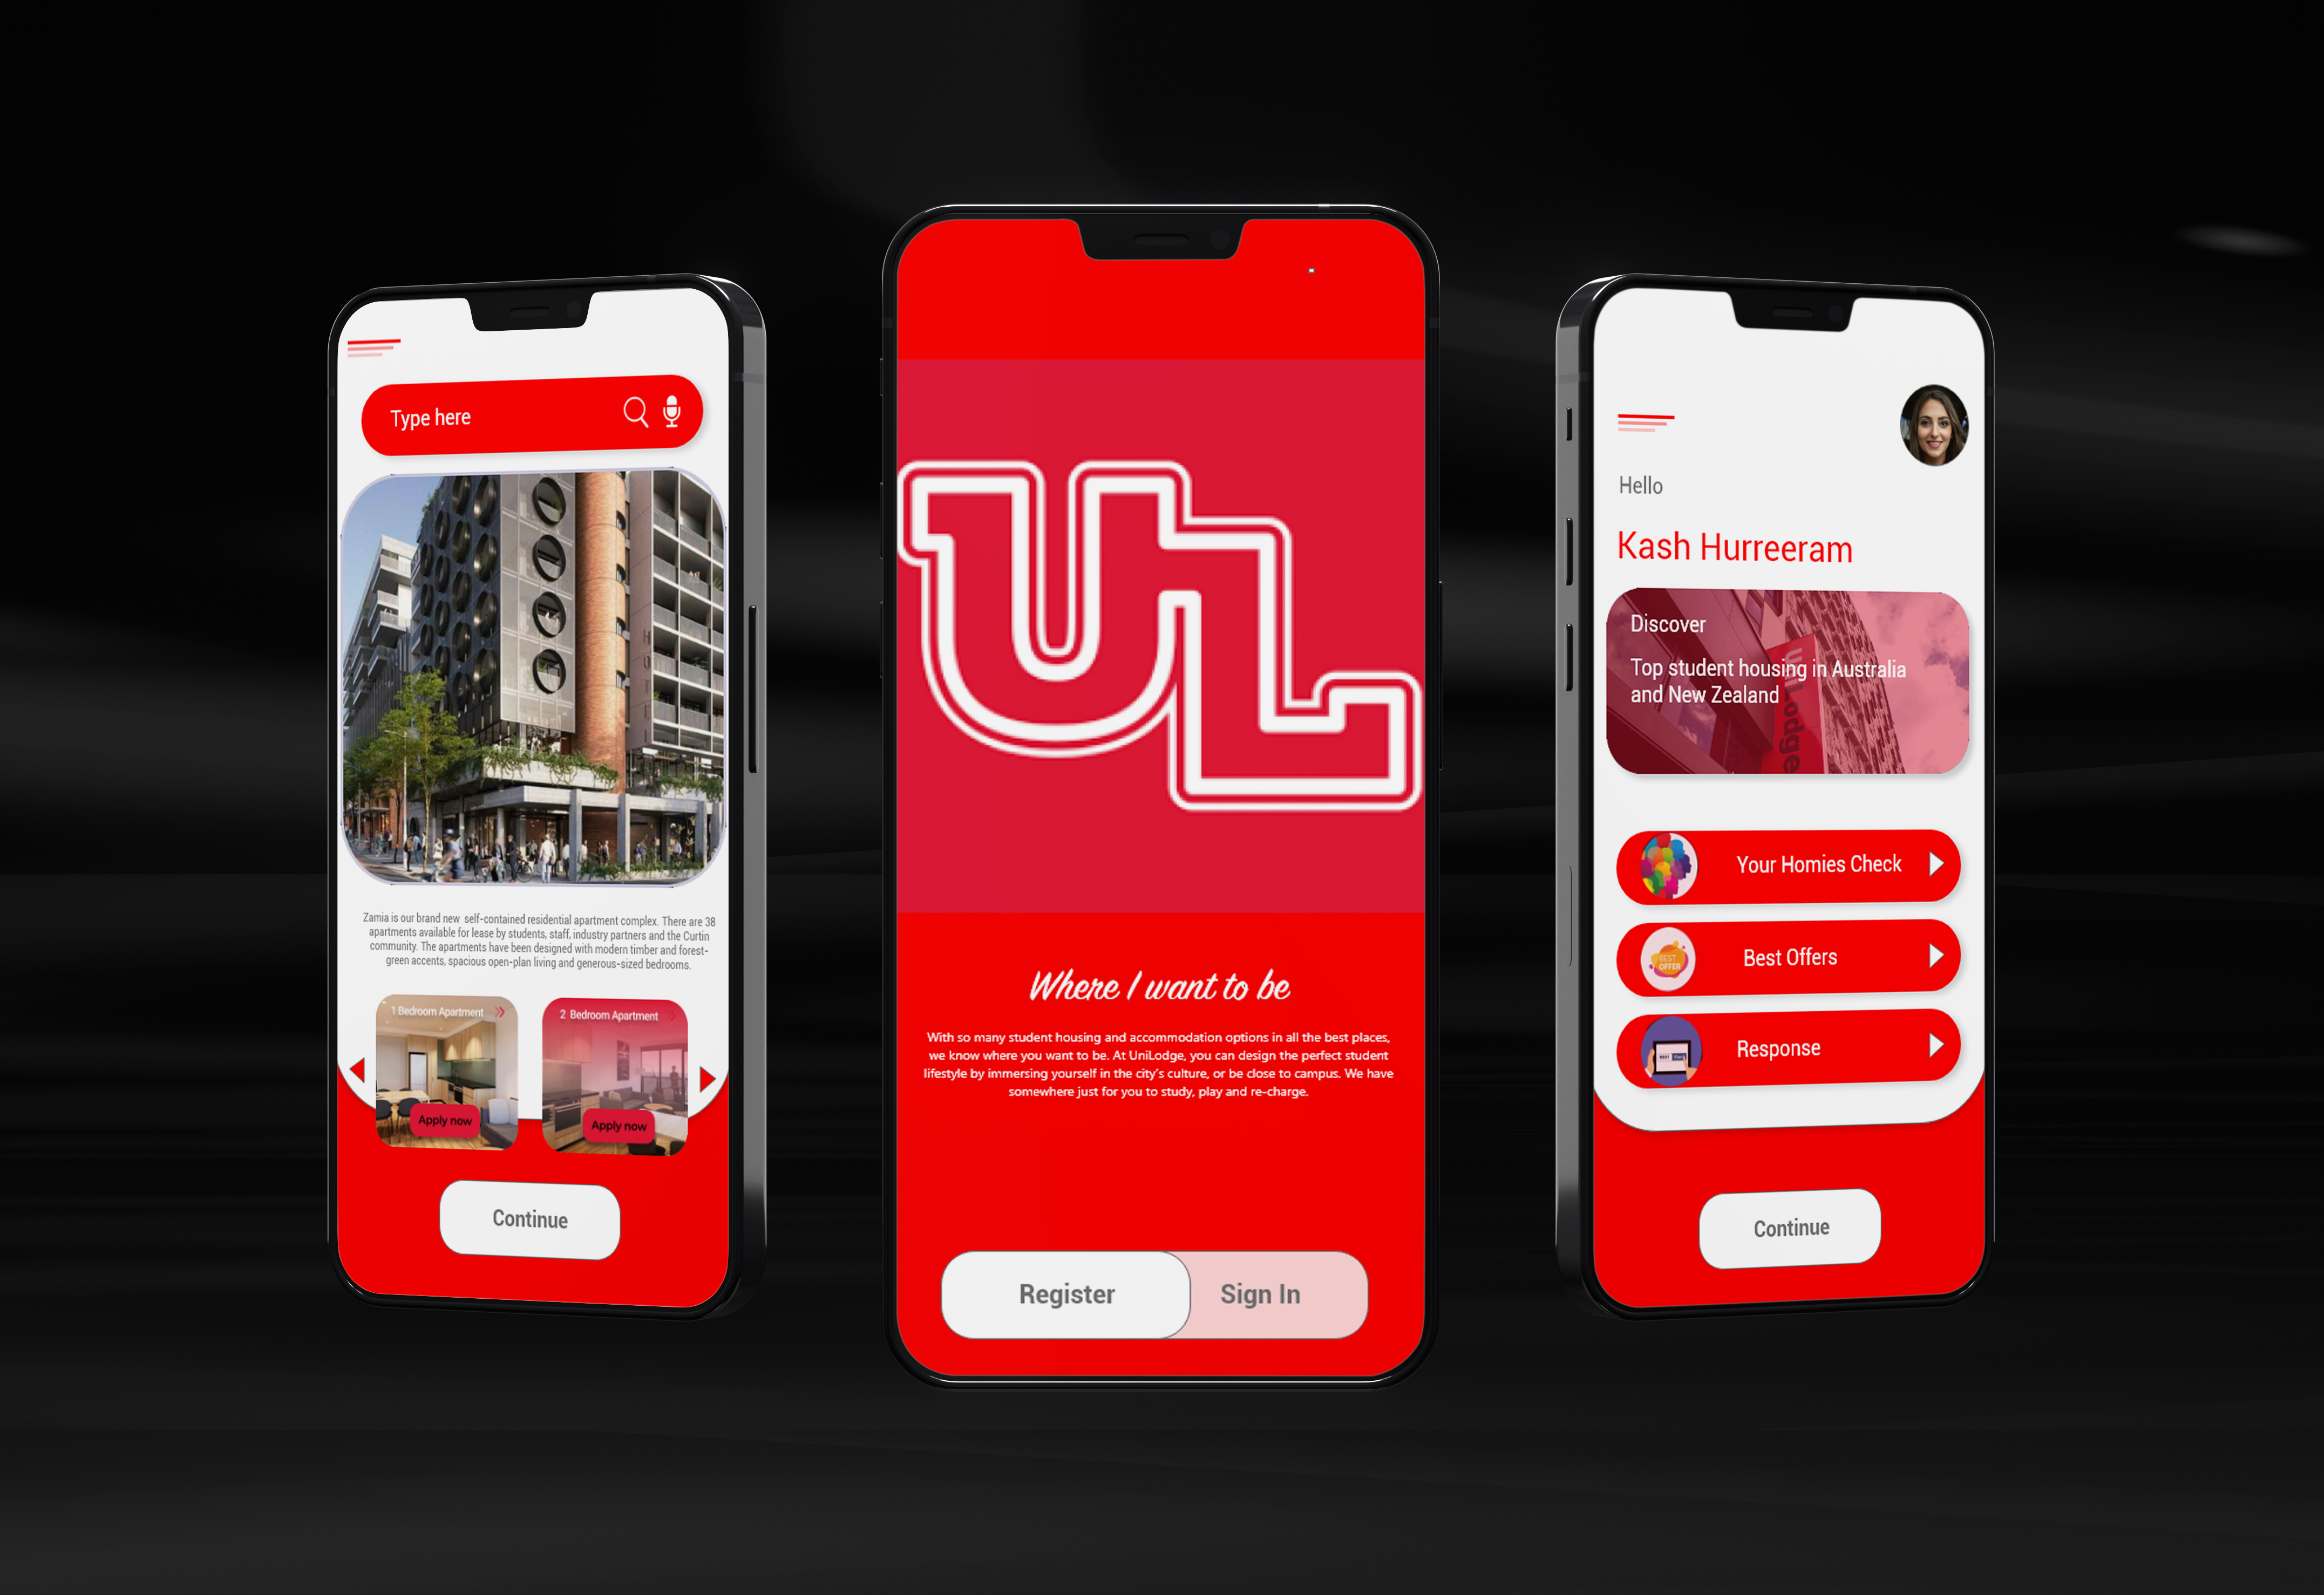 Type here
HOTEL
Zamia is our brand new self-contained residential apartment complex. There are 38
apartments available for lease by students, staff, industry partners and the Curtin
community. The apartments have been designed with modern timber and forest-
green accents, spacious open-plan living and generous-sized bedrooms.
1 Bedroom Apartment
2 Bedroom Apartment
Apply now
Apply now
Continue
UL
Where I want to be
With so many student housing and accommodation options in all the best places,
we know where you want to be. At UniLodge, you can design the perfect student
lifestyle by immersing yourself in the city's culture, or be close to campus. We have
somewhere just for you to study, play and re-charge.
Register
Sign In
Hello
Kash Hurreeram
Discover
Top student housing in Australia
and New Zealand
UniLodge
Your Homies Check
BEST
OFFER
Best Offers
Response
Continue